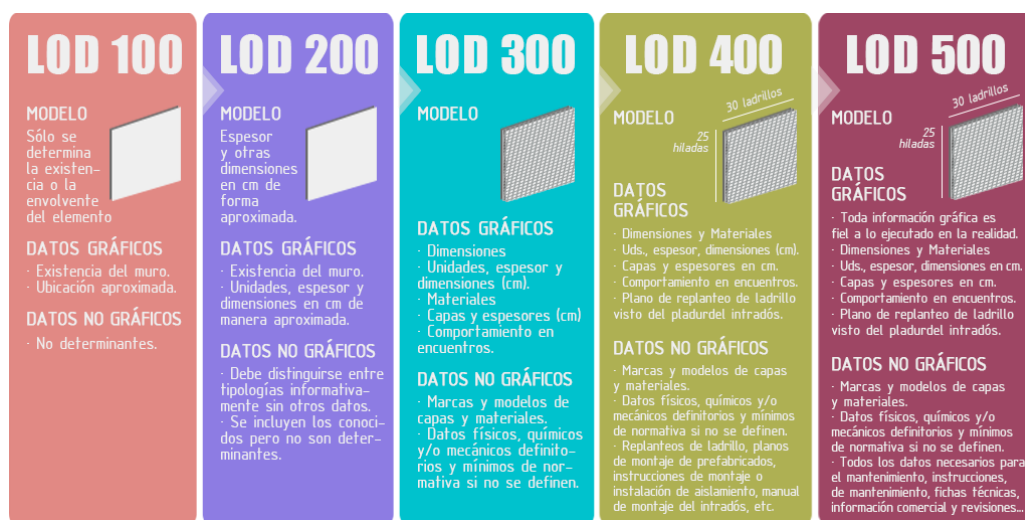 LOD 100
MODELO
Sólo se
determina
la existen-
cia o la
envolvente
del elemento
DATOS GRÁFICOS
· Existencia del muro.
· Ubicación aproximada.
DATOS NO GRÁFICOS
· No determinantes.
LOD 200
MODELO
Espesor
y otras
dimensiones
en cm de
forma
aproximada.
DATOS GRÁFICOS
· Existencia del muro.
· Unidades, espesor y
dimensiones en cm de
manera aproximada.
DATOS NO GRÁFICOS
· Debe distinguirse entre
tipologías informativa-
mente sin otros datos.
· Se incluyen los conoci-
dos pero no son deter-
minantes.
LOD 300
MODELO
DATOS GRÁFICOS
· Dimensiones
· Unidades, espesor y
dimensiones (cm).
· Materiales
· Capas y espesores (cm)
· Comportamiento en
encuentros.
DATOS NO GRÁFICOS
· Marcas y modelos de
capas y materiales.
· Datos físicos, químicos
y/o mecánicos definito-
rios y mínimos de nor-
mativa si no se definen.
LOD 400
MODELO
30 ladrillos
25
hiladas
DATOS
GRÁFICOS
· Dimensiones y Materiales
· Uds., espesor, dimensiones (cm).
· Capas y espesores en cm.
· Comportamiento en encuentros.
· Plano de replanteo de ladrillo
visto del pladurdel intradós.
DATOS NO GRÁFICOS
· Marcas y modelos de capas
y materiales.
· Datos físicos, químicos y/o
mecánicos definitorios y mínimos
de normativa si no se definen.
· Replanteos de ladrillo, planos
de montaje de prefabricados,
instrucciones de montaje o
instalación de aislamiento, manual
de montaje del intradós, etc.
LOD 500
MODELO
30 ladrillos
25
hiladas
DATOS
GRÁFICOS
· Toda información gráfica es
fiel a lo ejecutado en la realidad.
· Dimensiones y Materiales
· Uds., espesor, dimensiones en cm.
· Capas y espesores en cm.
· Comportamiento en encuentros.
· Plano de replanteo de ladrillo
visto del pladurdel intradós.
DATOS NO GRÁFICOS
· Marcas y modelos de capas
y materiales.
· Datos físicos, químicos y/o
mecánicos definitorios y mínimos
de normativa si no se definen.
· Todos los datos necesarios para
el mantenimiento, instrucciones,
de mantenimiento, fichas técnicas,
información comercial y revisiones...